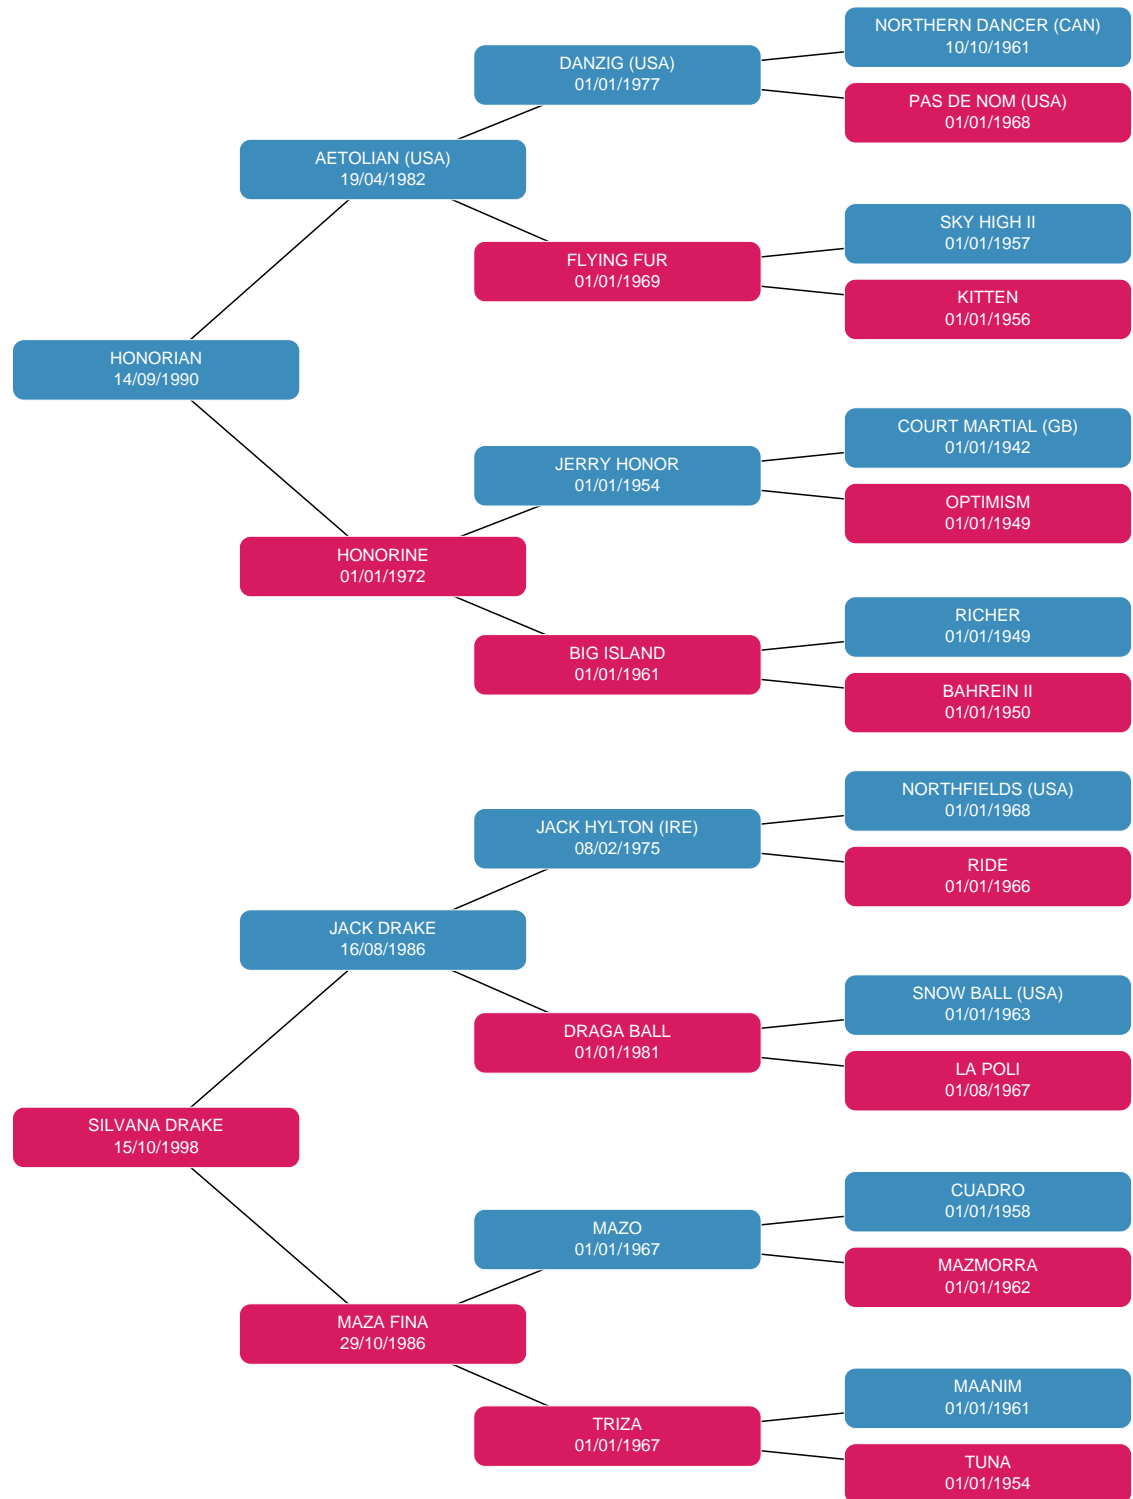 NORTHERN DANCER (CAN)
10/10/1961
DANZIG (USA)
01/01/1977
PAS DE NOM (USA)
01/01/1968
AETOLIAN (USA)
19/04/1982
SKY HIGH II
01/01/1957
FLYING FUR
01/01/1969
KITTEN
01/01/1956
HONORIAN
14/09/1990
COURT MARTIAL (GB)
01/01/1942
JERRY HONOR
01/01/1954
OPTIMISM
01/01/1949
HONORINE
01/01/1972
RICHER
01/01/1949
BIG ISLAND
01/01/1961
BAHREIN II
01/01/1950
NORTHFIELDS (USA)
01/01/1968
JACK HYLTON (IRE)
08/02/1975
RIDE
01/01/1966
JACK DRAKE
16/08/1986
SNOW BALL (USA)
01/01/1963
DRAGA BALL
01/01/1981
LA POLI
01/08/1967
SILVANA DRAKE
15/10/1998
CUADRO
01/01/1958
MAZO
01/01/1967
MAZMORRA
01/01/1962
MAZA FINA
29/10/1986
MAANIM
01/01/1961
TRIZA
01/01/1967
TUNA
01/01/1954